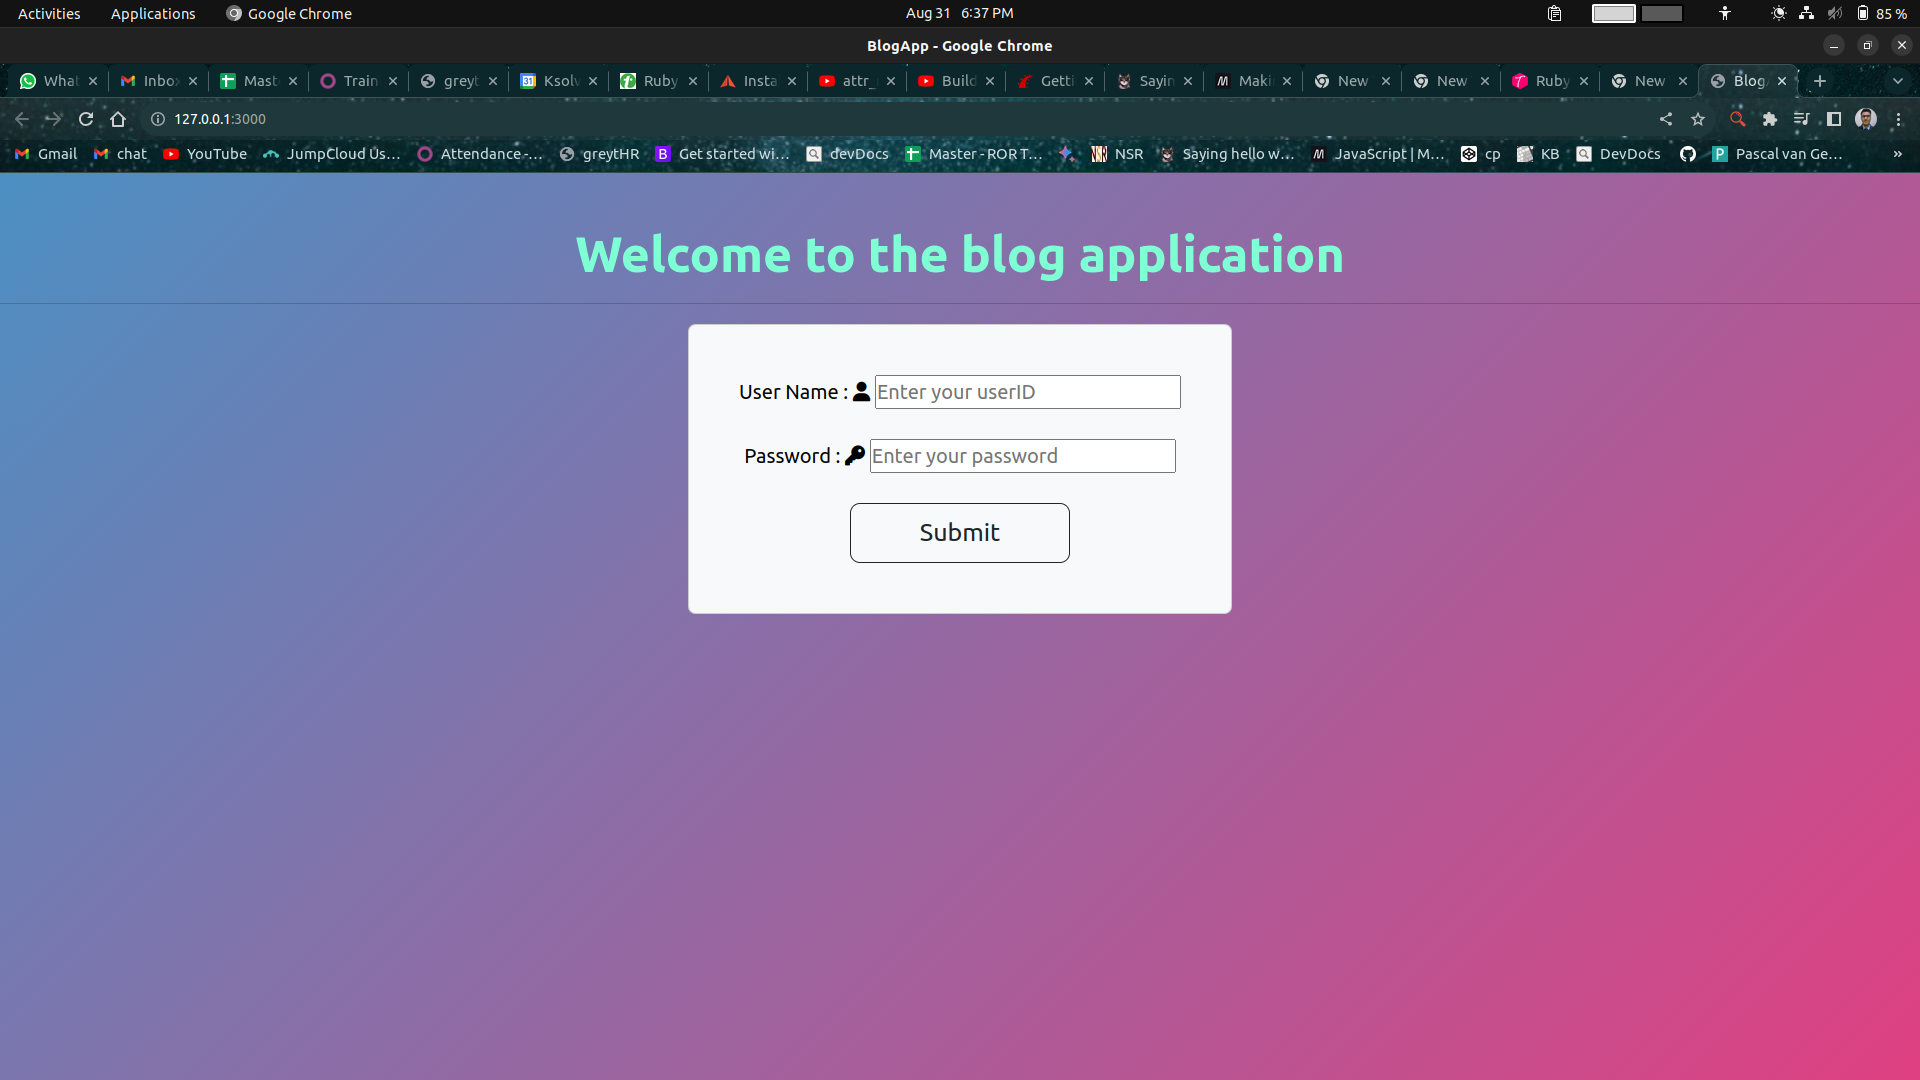 Activities Applications Google Chrome Aug 31 6:37 PM 85 %
BlogApp - Google Chrome
What Inbo Mast Train greyt Ksolv Ruby Insta attr_ Build Getti Sayin Maki New New Ruby New Blog
127.0.0.1:3000
Gmail chat YouTube JumpCloud Us... Attendance -... greytHR Get started wi... devDocs Master - ROR T... NSR Saying hello w... JavaScript | M... cp KB DevDocs Pascal van Ge... »
Welcome to the blog application
User Name : Enter your userID
Password : Enter your password
Submit